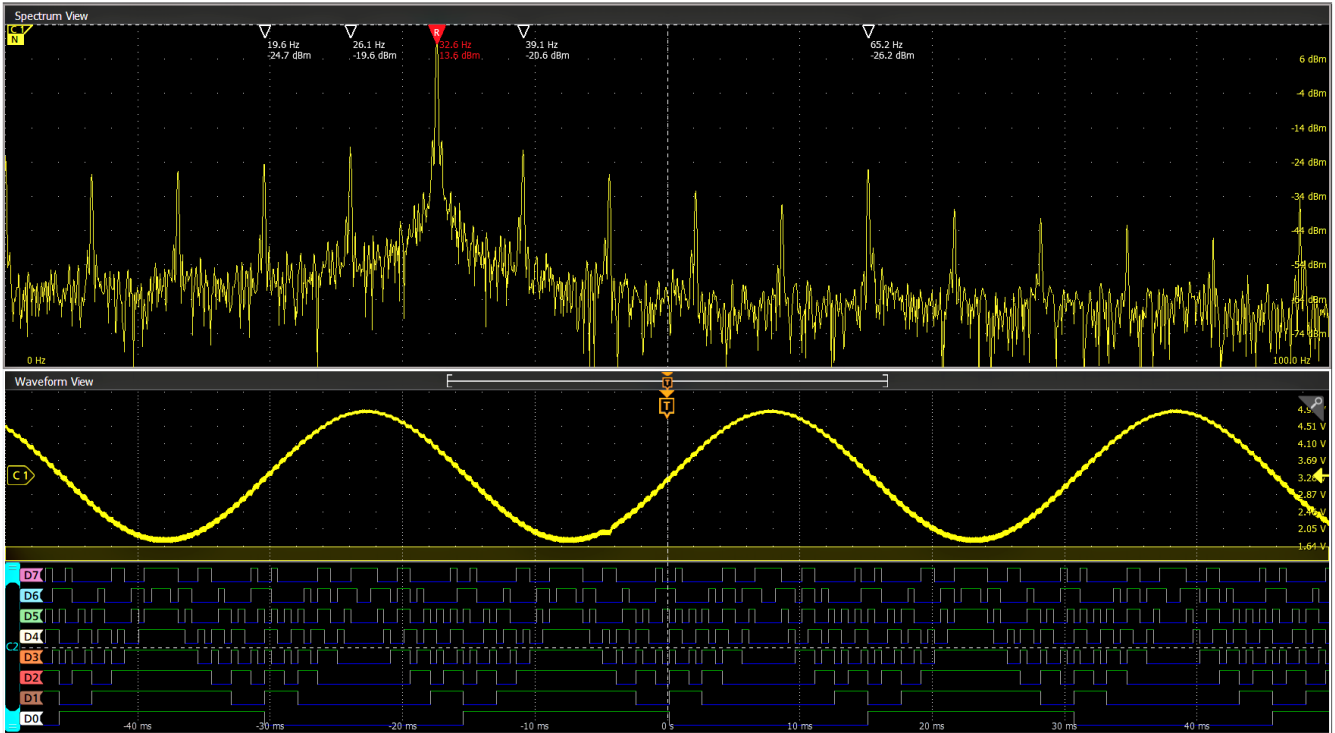 Spectrum View
C1
N
R
19.6 Hz
-24.7 dBm
26.1 Hz
-19.6 dBm
32.6 Hz
13.6 dBm
39.1 Hz
-20.6 dBm
65.2 Hz
-26.2 dBm
6 dBm
-4 dBm
-14 dBm
-24 dBm
-34 dBm
-44 dBm
-54 dBm
-64 dBm
-74 dBm
0 Hz
100.0 Hz
Waveform View
T
T
C1
4.51 V
4.10 V
3.69 V
2.87 V
2.05 V
1.64 V
C2
D7
D6
D5
D4
D3
D2
D1
D0
-40 ms
-30 ms
-20 ms
-10 ms
0 s
10 ms
20 ms
30 ms
40 ms